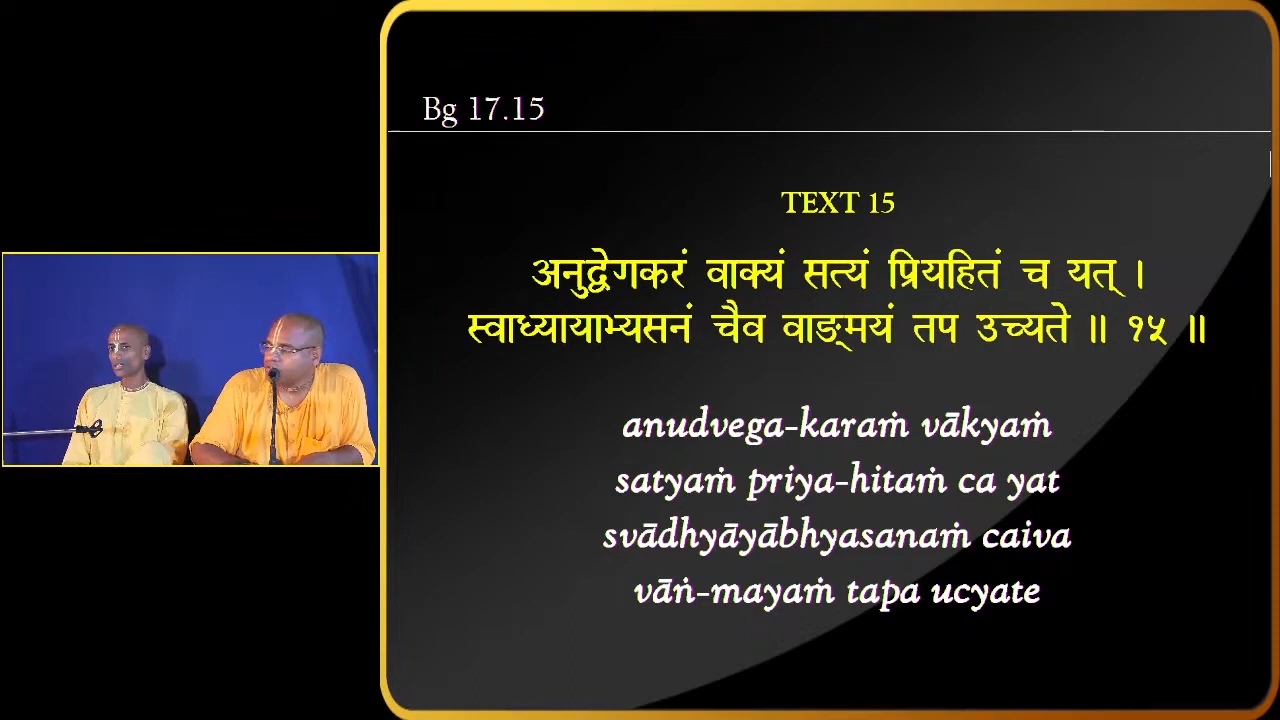 Bg 17.15
TEXT 15
अनुद्वेगकरं वाक्यं सत्यं प्रियहितं च यत् ।
स्वाध्यायाभ्यसनं चैव वाङ्‍मयं तप उच्यते ॥ १५ ॥
anudvega-karaṁ vākyaṁ
satyaṁ priya-hitaṁ ca yat
svādhyāyābhyasanaṁ caiva
vāṅ-mayaṁ tapa ucyate